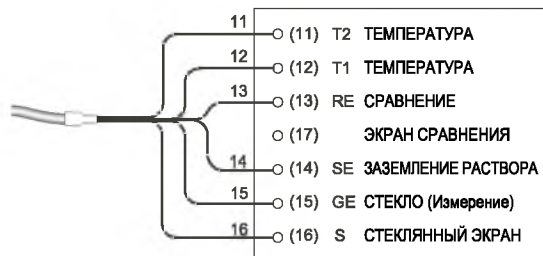 11 (11) T2 ТЕМПЕРАТУРА
12 (12) T1 ТЕМПЕРАТУРА
13 (13) RE СРАВНЕНИЕ
(17) ЭКРАН СРАВНЕНИЯ
14 (14) SE ЗАЗЕМЛЕНИЕ РАСТВОРА
15 (15) GE СТЕКЛО (Измерение)
16 (16) S СТЕКЛЯННЫЙ ЭКРАН